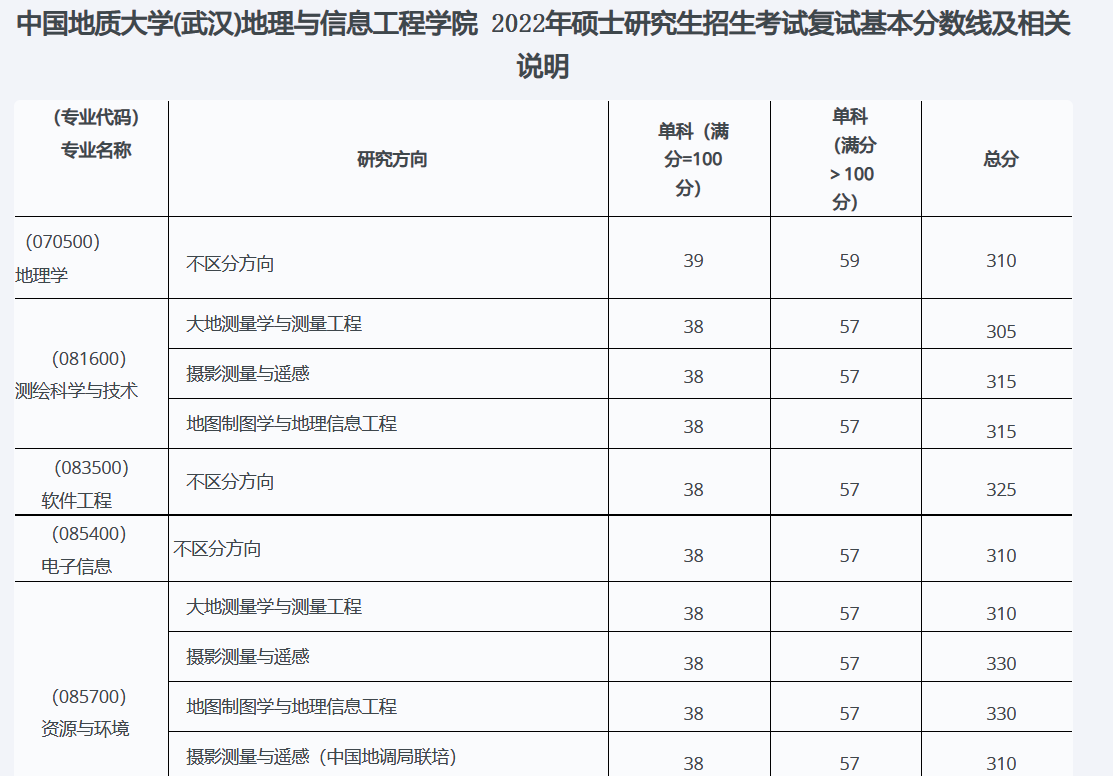 中国地质大学(武汉)地理与信息工程学院 2022年硕士研究生招生考试复试基本分数线及相关
说明
（专业代码）
专业名称
研究方向
单科（满
分=100
分）
单科
（满分
＞100
分）
总分
（070500）
地理学
不区分方向
39
59
310
（081600）
测绘科学与技术
大地测量学与测量工程
38
57
305
摄影测量与遥感
38
57
315
地图制图学与地理信息工程
38
57
315
（083500）
软件工程
不区分方向
38
57
325
（085400）
电子信息
不区分方向
38
57
310
（085700）
资源与环境
大地测量学与测量工程
38
57
310
摄影测量与遥感
38
57
330
地图制图学与地理信息工程
38
57
330
摄影测量与遥感（中国地调局联培）
38
57
310